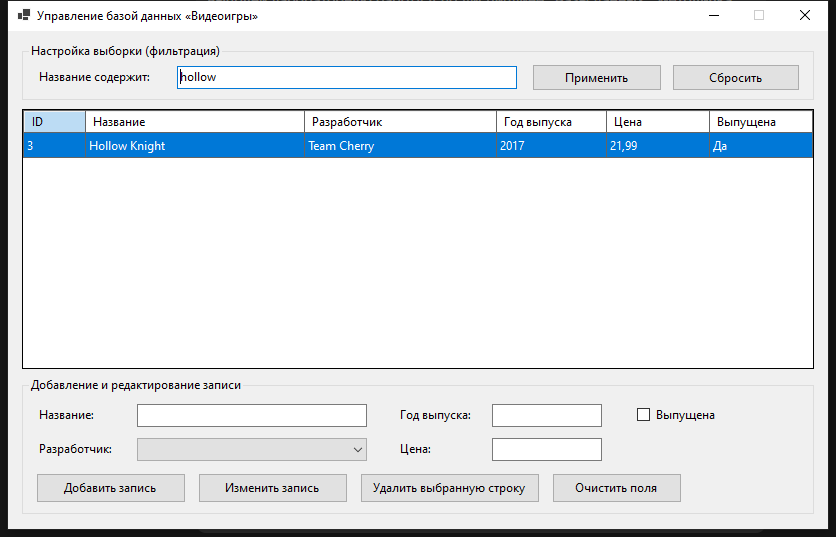 Управление базой данных «Видеоигры»
Настройка выборки (фильтрация)
Название содержит: hollow Применить Сбросить
ID Название Разработчик Год выпуска Цена Выпущена
3 Hollow Knight Team Cherry 2017 21,99 Да
Добавление и редактирование записи
Название: Год выпуска: Выпущена
Разработчик: Цена:
Добавить запись Изменить запись Удалить выбранную строку Очистить поля